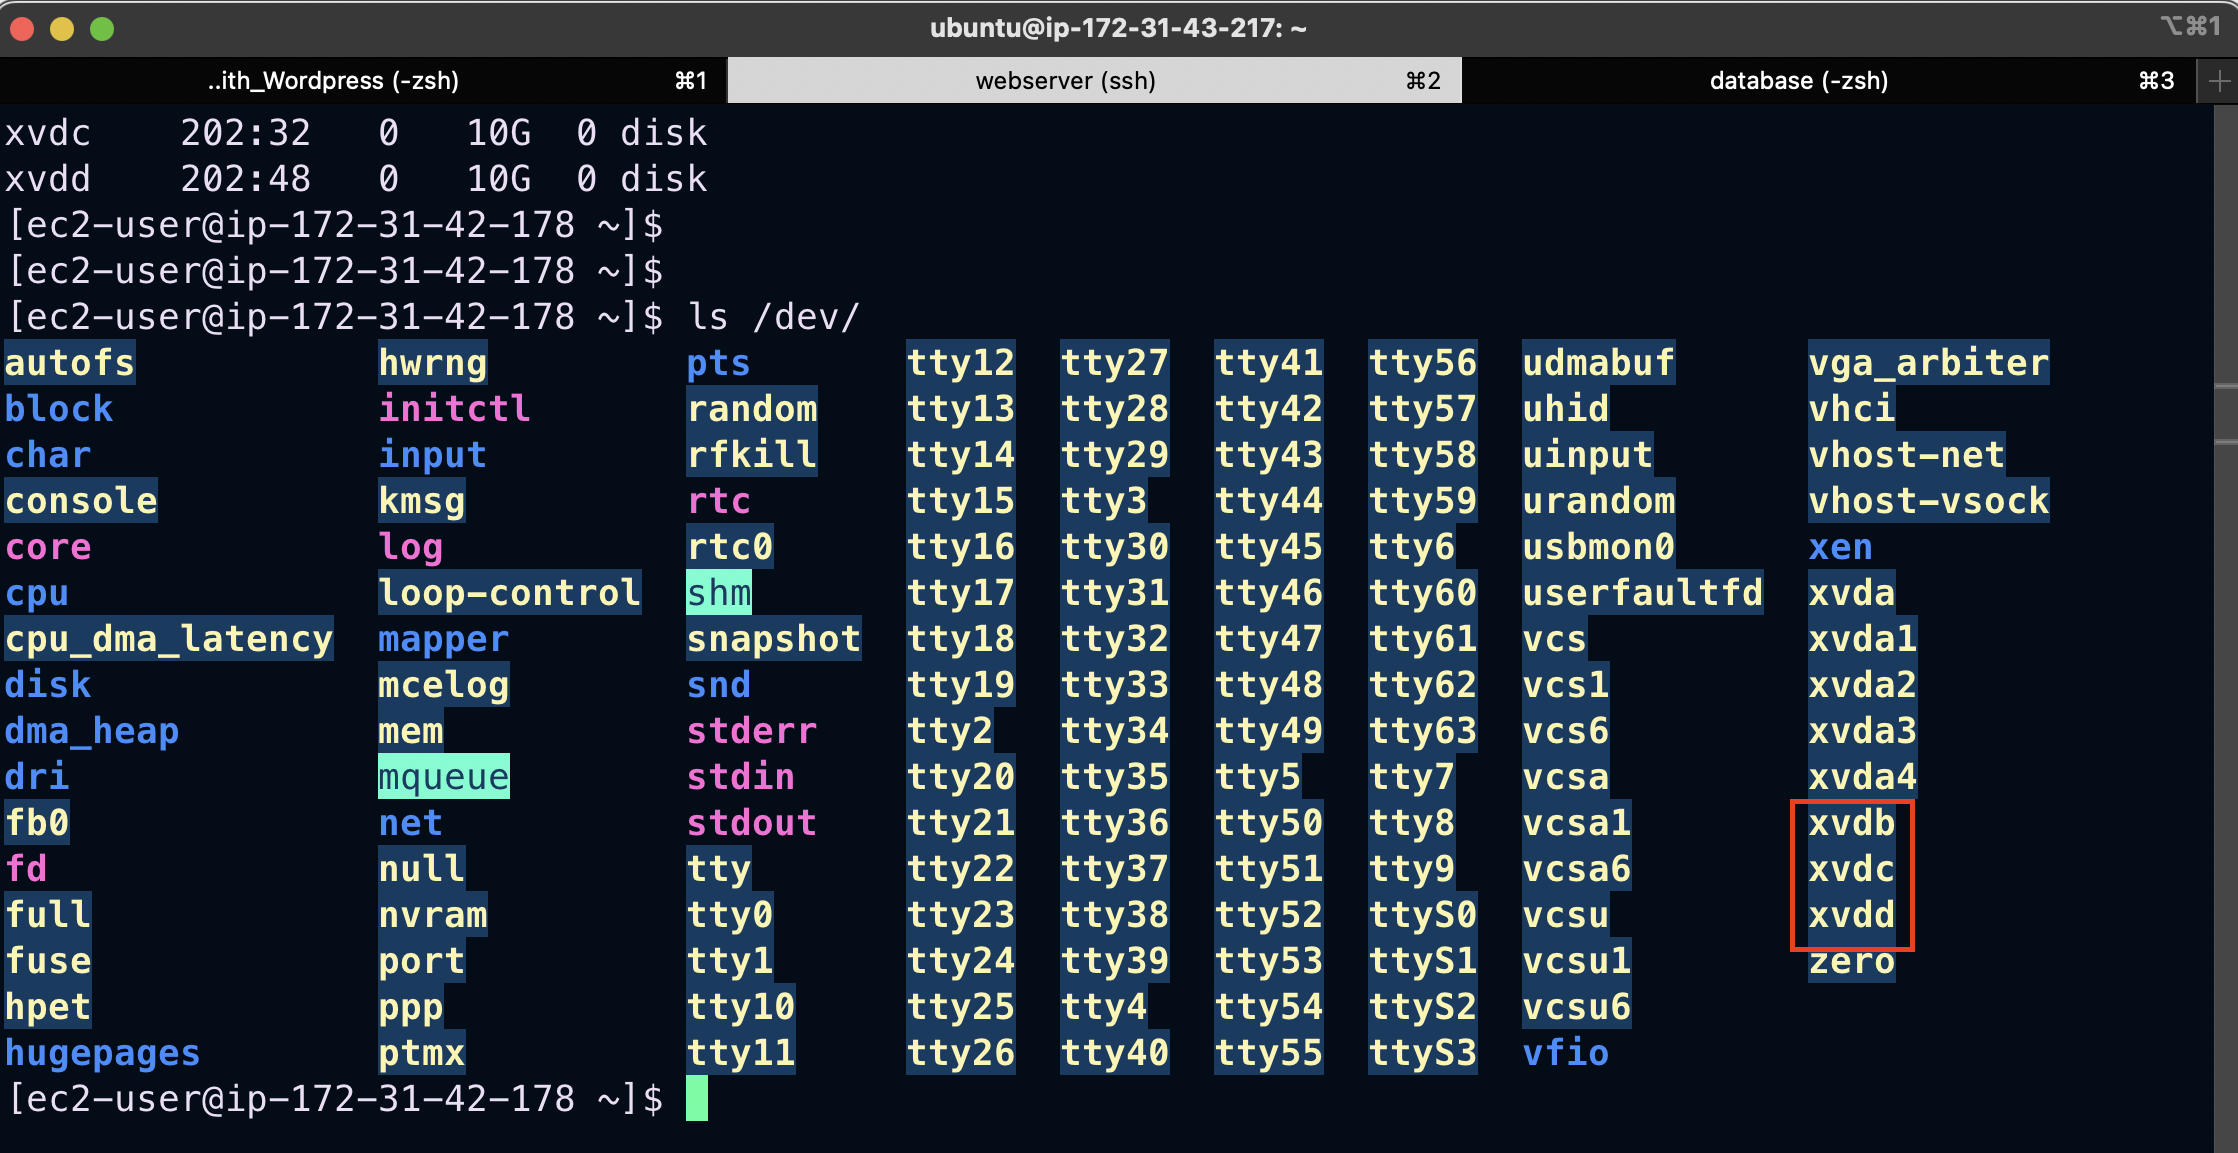 ubuntu@ip-172-31-43-217: ~ ⌥⌘1
..ith_Wordpress (-zsh) ⌘1 webserver (ssh) ⌘2 database (-zsh) ⌘3 +
xvdc 202:32 0 10G 0 disk
xvdd 202:48 0 10G 0 disk
[ec2-user@ip-172-31-42-178 ~]$
[ec2-user@ip-172-31-42-178 ~]$
[ec2-user@ip-172-31-42-178 ~]$ ls /dev/
autofs hwrng pts tty12 tty27 tty41 tty56 udmabuf vga_arbiter
block initctl random tty13 tty28 tty42 tty57 uhid vhci
char input rfkill tty14 tty29 tty43 tty58 uinput vhost-net
console kmsg rtc tty15 tty3 tty44 tty59 urandom vhost-vsock
core log rtc0 tty16 tty30 tty45 tty6 usbmon0 xen
cpu loop-control shm tty17 tty31 tty46 tty60 userfaultfd xvda
cpu_dma_latency mapper snapshot tty18 tty32 tty47 tty61 vcs xvda1
disk mcelog snd tty19 tty33 tty48 tty62 vcs1 xvda2
dma_heap mem stderr tty2 tty34 tty49 tty63 vcs6 xvda3
dri mqueue stdin tty20 tty35 tty5 tty7 vcsa xvda4
fb0 net stdout tty21 tty36 tty50 tty8 vcsa1 xvdb
fd null tty tty22 tty37 tty51 tty9 vcsa6 xvdc
full nvram tty0 tty23 tty38 tty52 ttyS0 vcsu xvdd
fuse port tty1 tty24 tty39 tty53 ttyS1 vcsu1 zero
hpet ppp tty10 tty25 tty4 tty54 ttyS2 vcsu6
hugepages ptmx tty11 tty26 tty40 tty55 ttyS3 vfio
[ec2-user@ip-172-31-42-178 ~]$